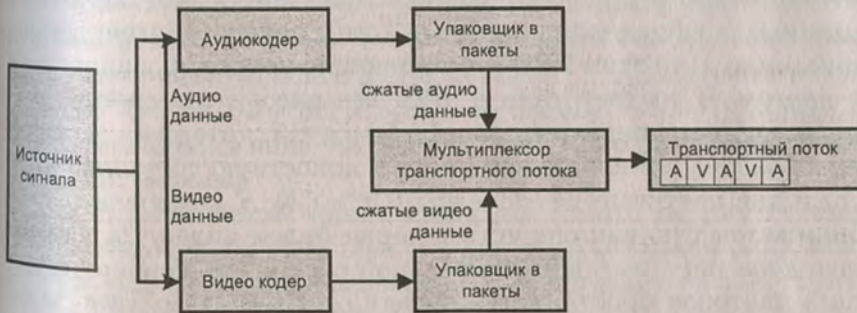 Аудиокодер
Упаковщик в
пакеты
Аудио
данные
сжатые аудио
данные
Источник
сигнала
Мультиплексор
транспортного потока
Транспортный поток
A V A V A
Видео
данные
сжатые видео
данные
Видео кодер
Упаковщик в
пакеты